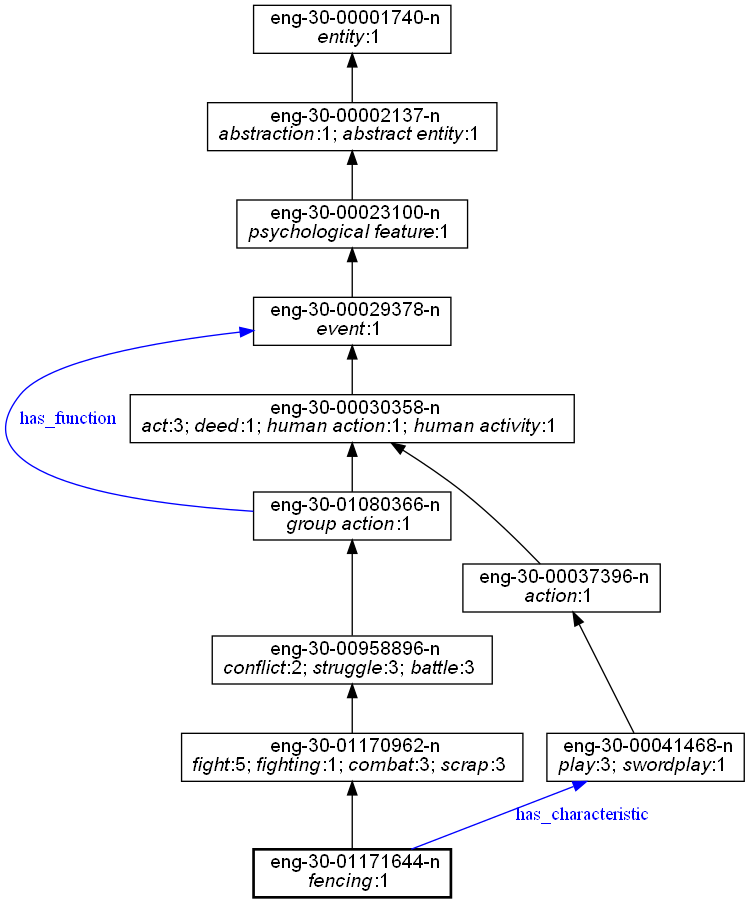 eng-30-00001740-n
entity:1
eng-30-00002137-n
abstraction:1; abstract entity:1
eng-30-00023100-n
psychological feature:1
eng-30-00029378-n
event:1
eng-30-00030358-n
act:3; deed:1; human action:1; human activity:1
has_function
eng-30-01080366-n
group action:1
eng-30-00037396-n
action:1
eng-30-00958896-n
conflict:2; struggle:3; battle:3
eng-30-01170962-n
fight:5; fighting:1; combat:3; scrap:3
eng-30-00041468-n
play:3; swordplay:1
has_characteristic
eng-30-01171644-n
fencing:1